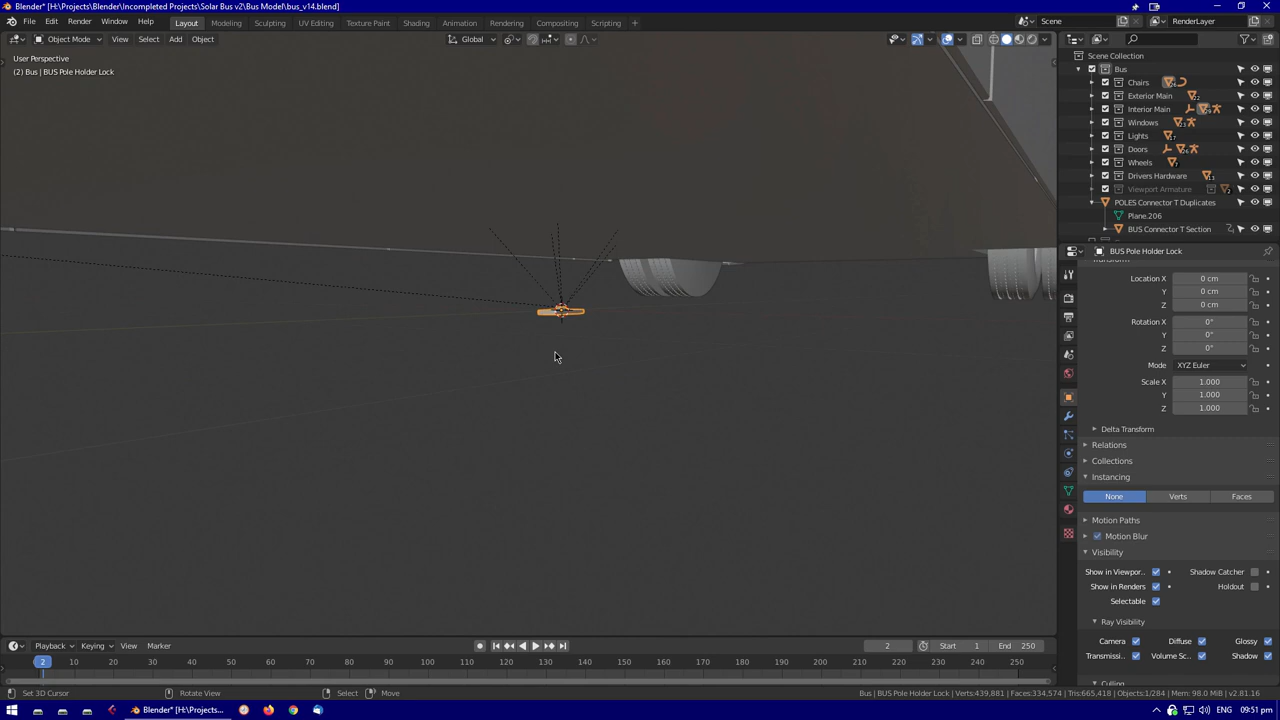 Blender* [H:\Projects\Blender\Incompleted Projects\Solar Bus v2\Bus Model\bus_v14.blend]
File Edit Render Window Help Layout Modeling Sculpting UV Editing Texture Paint Shading Animation Rendering Compositing Scripting Scene RenderLayer
Object Mode View Select Add Object Global
User Perspective
(2) Bus | BUS Pole Holder Lock
Scene Collection
Bus
Chairs
Exterior Main
Interior Main
Windows
Lights
Doors
Wheels
Drivers Hardware
Viewport Armature
POLES Connector T Duplicates
Plane.206
BUS Connector T Section
BUS Pole Holder Lock
Location X 0 cm
Y 0 cm
Z 0 cm
Rotation X 0°
Y 0°
Z 0°
Mode XYZ Euler
Scale X 1.000
Y 1.000
Z 1.000
Delta Transform
Relations
Collections
Instancing
None Verts Faces
Motion Paths
Motion Blur
Visibility
Show in Viewpor.. Shadow Catcher
Show in Renders Holdout
Selectable
Ray Visibility
Camera Diffuse Glossy
Transmissi.. Volume Sc.. Shadow
Playback Keying View Marker 2 Start 1 End 250
2 10 20 30 40 50 60 70 80 90 100 110 120 130 140 150 160 170 180 190 200 210 220 230 240 250
Set 3D Cursor Rotate View Select Move Bus | BUS Pole Holder Lock | Verts:439,881 | Faces:334,574 | Tris:665,418 | Objects:1/284 | Mem: 98.0 MiB | v2.81.16
Blender* [H:\Projects... ENG 09:51 pm